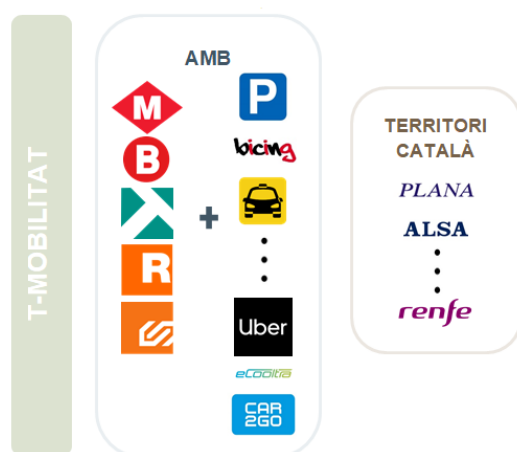 T-MOBILITAT
AMB
M
B
R
+
P
bicing
Uber
eCooltra
CAR
2GO
TERRITORI
CATALÀ
PLANA
ALSA
renfe